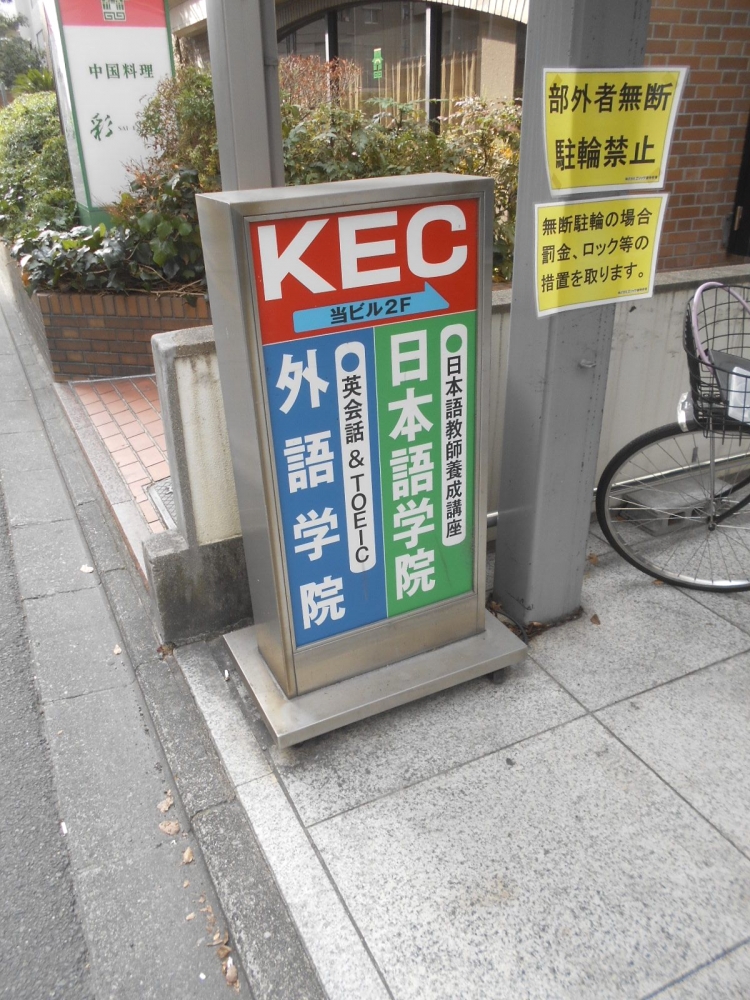 中国料理
彩
KEC
当ビル2F
外語学院
英会話 & TOEIC
日本語学院
日本語教師養成講座
部外者無断
駐輪禁止
無断駐輪の場合
罰金、ロック等の
措置を取ります。